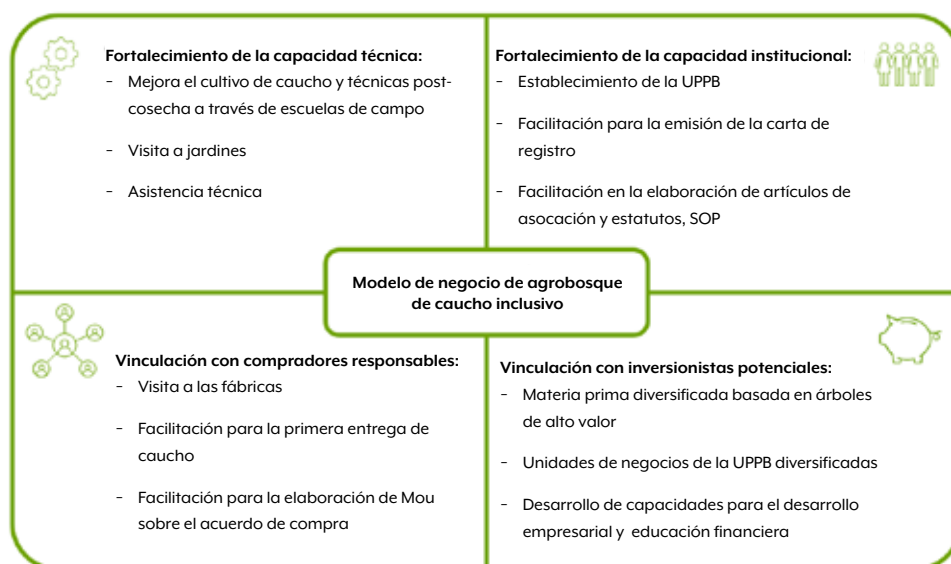 Fortalecimiento de la capacidad técnica:
- Mejora el cultivo de caucho y técnicas post-
cosecha a través de escuelas de campo
- Visita a jardines
- Asistencia técnica
Fortalecimiento de la capacidad institucional:
- Establecimiento de la UPPB
- Facilitación para la emisión de la carta de
registro
- Facilitación en la elaboración de artículos de
asocación y estatutos, SOP
Modelo de negocio de agrobosque
de caucho inclusivo
Vinculación con compradores responsables:
- Visita a las fábricas
- Facilitación para la primera entrega de
caucho
- Facilitación para la elaboración de Mou
sobre el acuerdo de compra
Vinculación con inversionistas potenciales:
- Materia prima diversificada basada en árboles
de alto valor
- Unidades de negocios de la UPPB diversificadas
- Desarrollo de capacidades para el desarrollo
empresarial y educación financiera